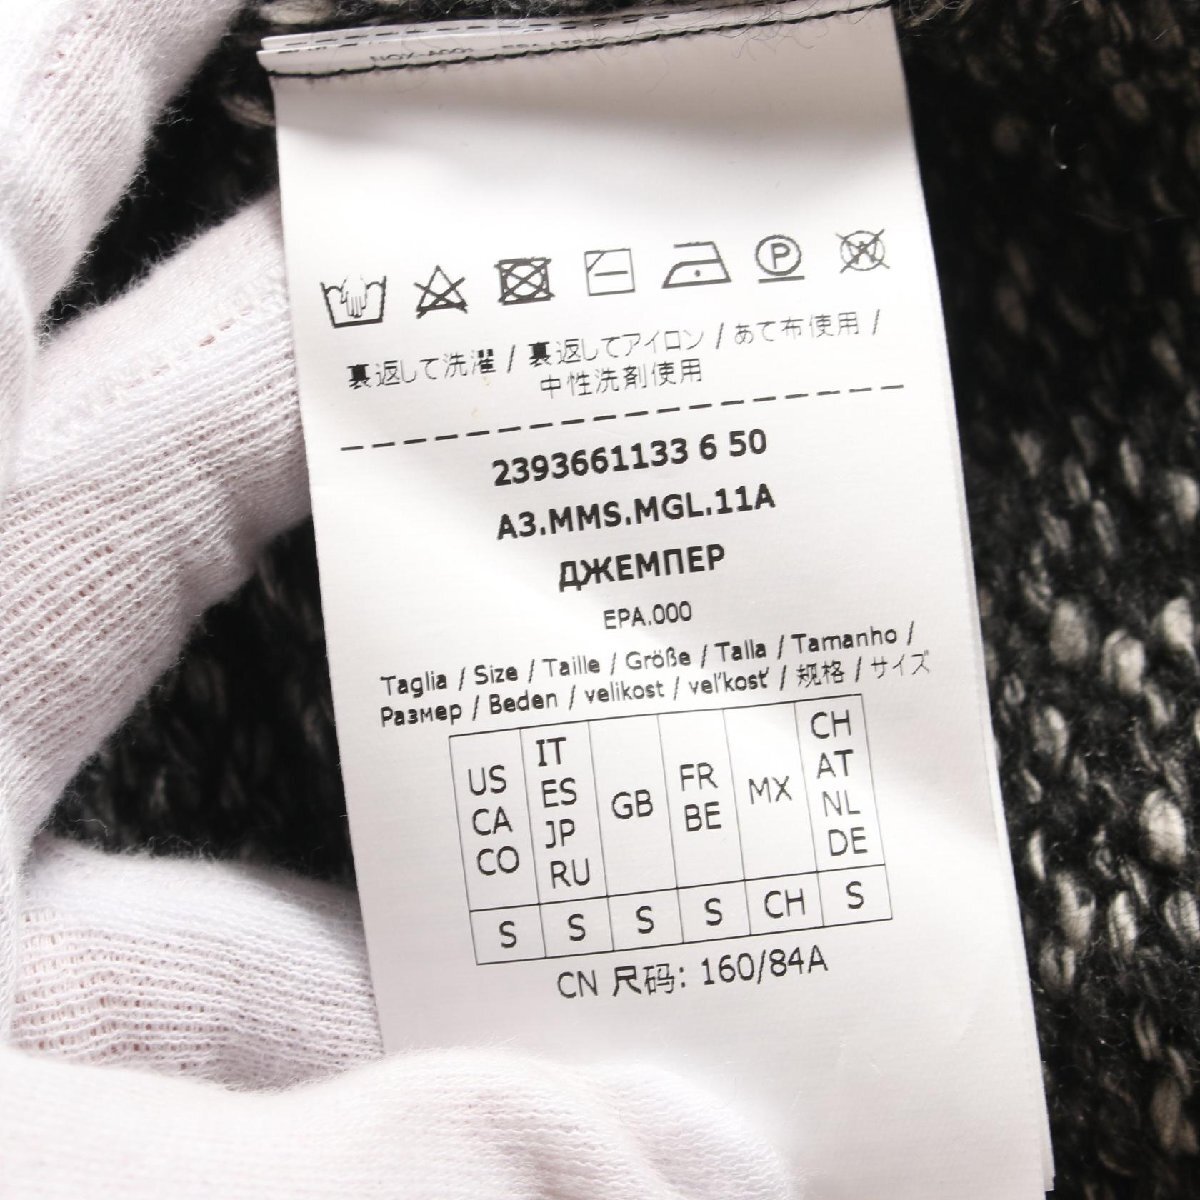 裏返して洗濯 / 裏返してアイロン / あて布使用 /
中性洗剤使用
2393661133 6 50
A3.MMS.MGL.11A
ДЖЕМПЕР
EPA.000
Taglia / Size / Taille / Größe / Talla / Tamanho /
Размер / Beden / velikost / veľkosť / 规格 / サイズ
US CA CO
IT ES JP RU
GB
FR BE
MX
CH AT NL DE
S S S S CH S
CN 尺码: 160/84A